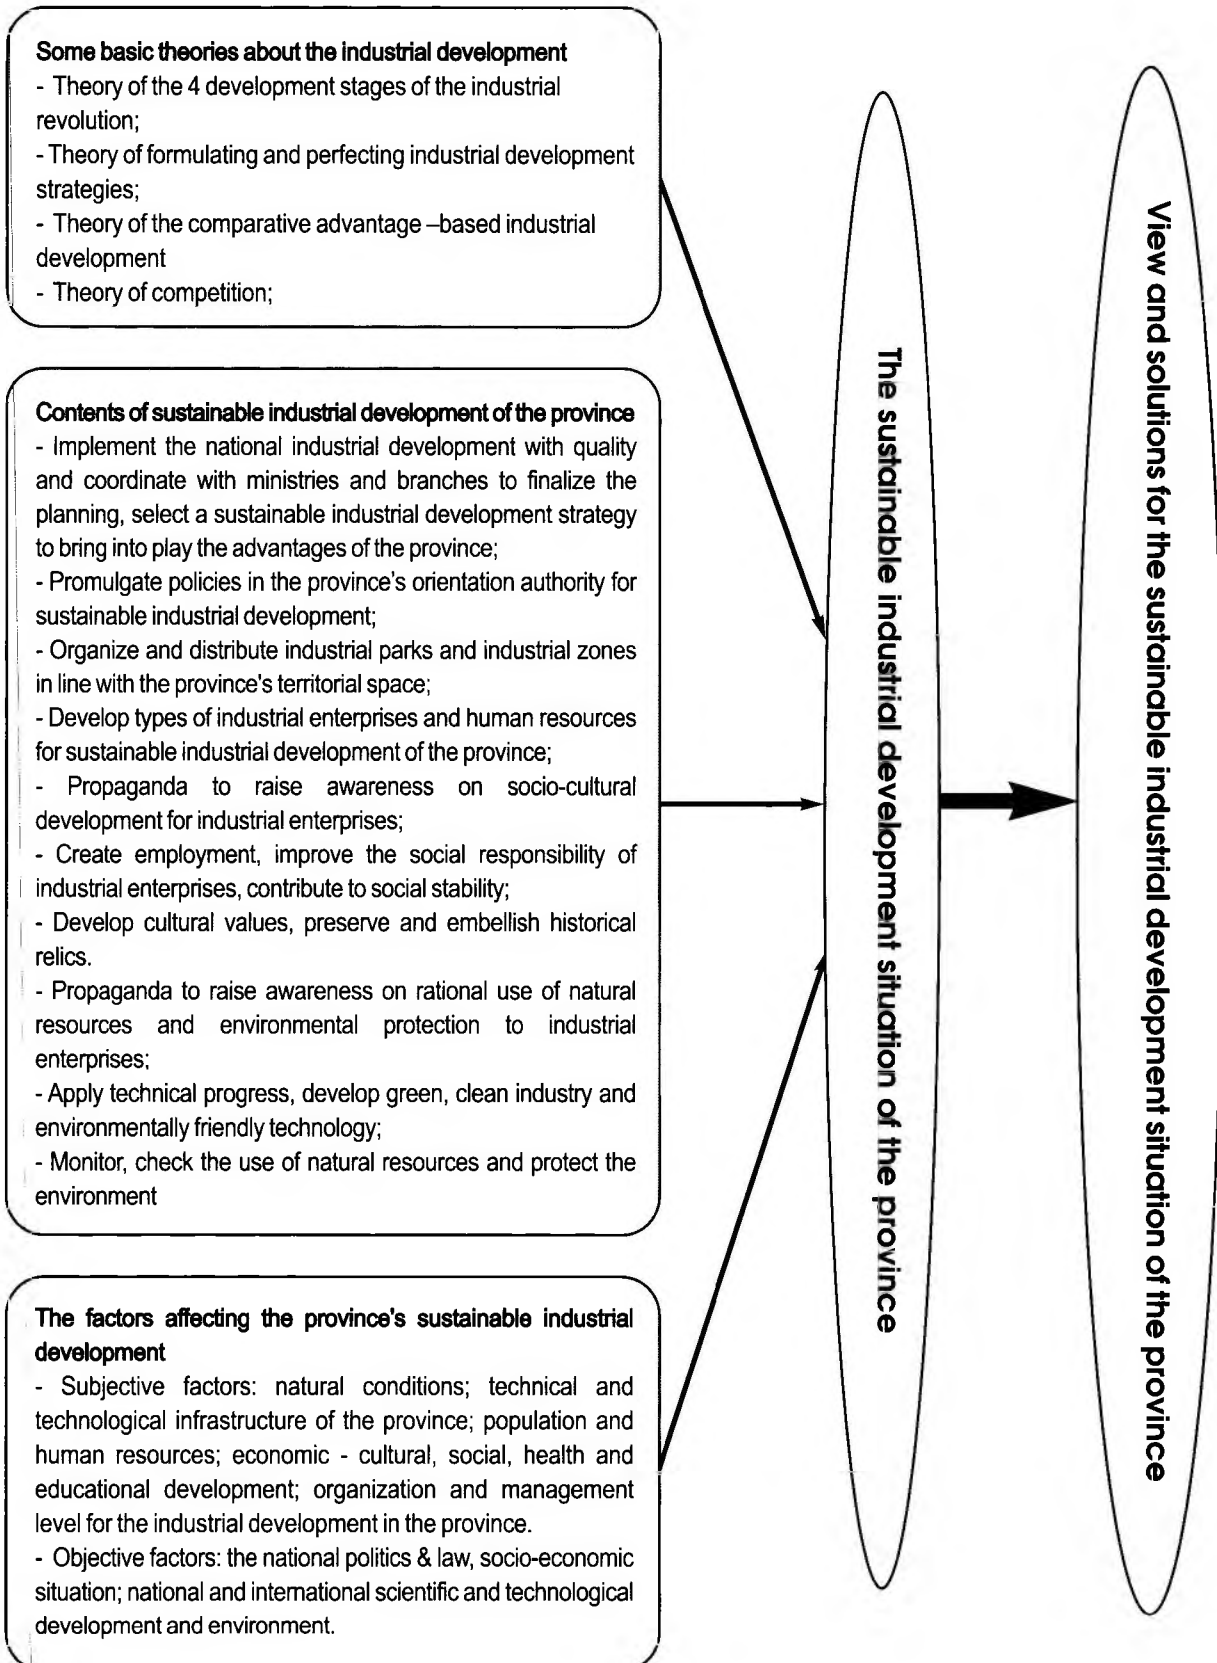 Some basic theories about the industrial development
- Theory of the 4 development stages of the industrial
revolution;
- Theory of formulating and perfecting industrial development
strategies;
- Theory of the comparative advantage –based industrial
development
- Theory of competition;
Contents of sustainable industrial development of the province
- Implement the national industrial development with quality
and coordinate with ministries and branches to finalize the
planning, select a sustainable industrial development strategy
to bring into play the advantages of the province;
- Promulgate policies in the province's orientation authority for
sustainable industrial development;
- Organize and distribute industrial parks and industrial zones
in line with the province's territorial space;
- Develop types of industrial enterprises and human resources
for sustainable industrial development of the province;
- Propaganda to raise awareness on socio-cultural
development for industrial enterprises;
- Create employment, improve the social responsibility of
industrial enterprises, contribute to social stability;
- Develop cultural values, preserve and embellish historical
relics.
- Propaganda to raise awareness on rational use of natural
resources and environmental protection to industrial
enterprises;
- Apply technical progress, develop green, clean industry and
environmentally friendly technology;
- Monitor, check the use of natural resources and protect the
environment
The factors affecting the province's sustainable industrial
development
- Subjective factors: natural conditions; technical and
technological infrastructure of the province; population and
human resources; economic - cultural, social, health and
educational development; organization and management
level for the industrial development in the province.
- Objective factors: the national politics & law, socio-economic
situation; national and international scientific and technological
development and environment.
The sustainable industrial development situation of the province
View and solutions for the sustainable industrial development situation of the province